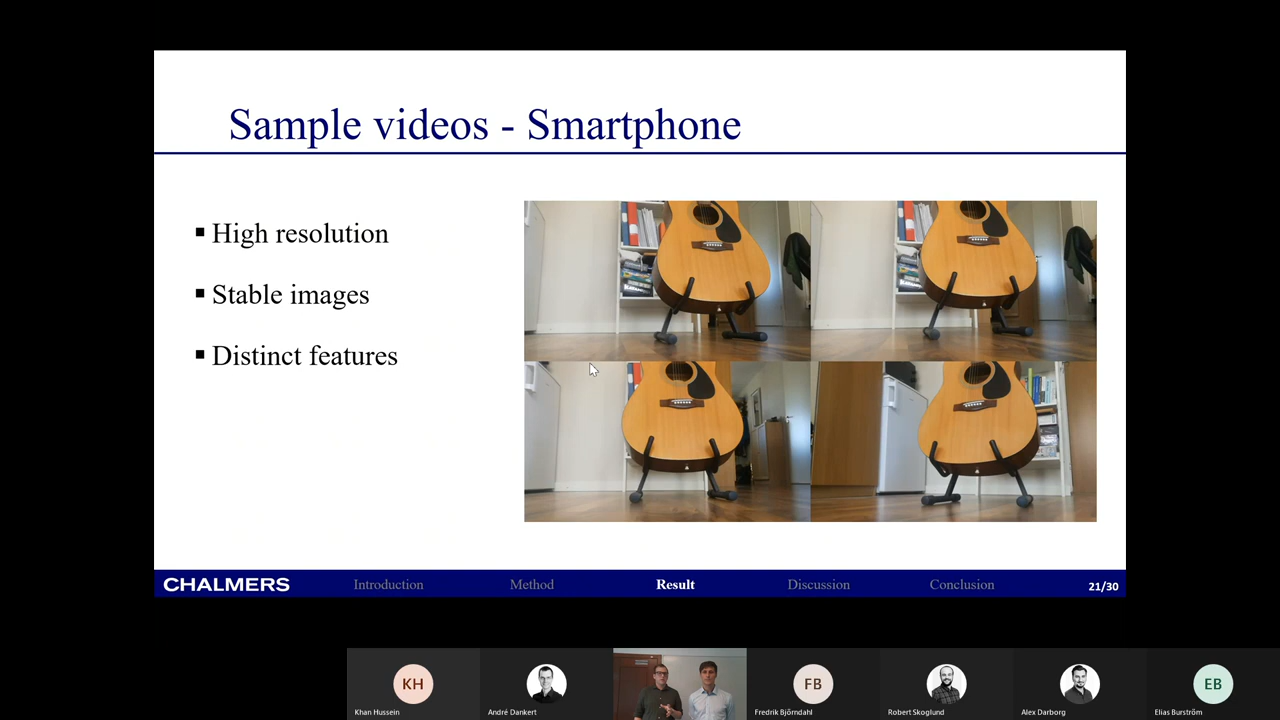 Sample videos - Smartphone
High resolution
Stable images
Distinct features
CHALMERS
Introduction
Method
Result
Discussion
Conclusion
21/30
KH
FB
EB
Khan Hussein
André Dankert
Fredrik Björndahl
Robert Skoglund
Alex Darborg
Elias Burström